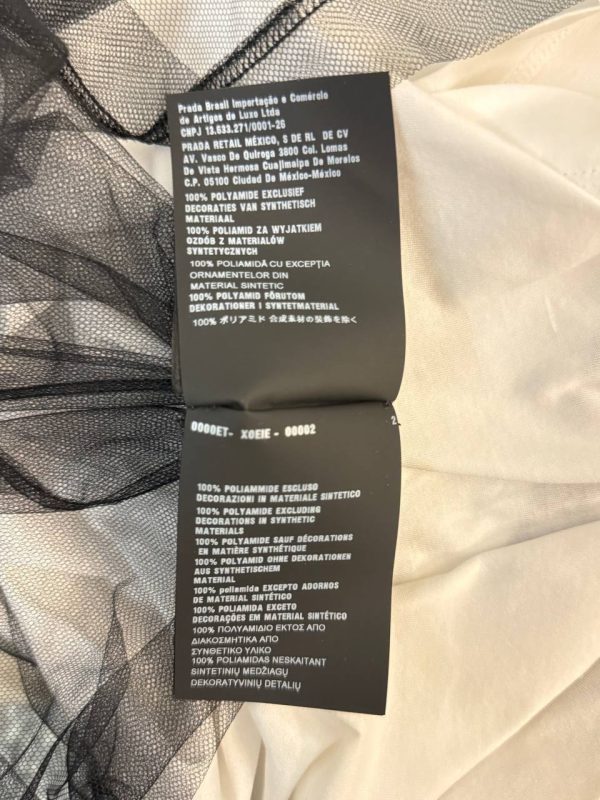 Prada Brasil Importação e Comércio
de Artigos de Luxo Ltda
CNPJ 13.633.271/0001-26
PRADA RETAIL MÉXICO, S DE RL DE CV
AV. Vasco De Quiroga 3800 Col. Lomas
De Vista Hermosa Cuajimalpa De Morelos
C.P. 05100 Ciudad De México-México
100% POLYAMIDE EXCLUSIEF
DECORATIES VAN SYNTHETISCH
MATERIAAL
100% POLIAMID ZA WYJATKIEM
OZDÓB Z MATERIALÓW
SYNTETYCZNYCH
100% POLIAMIDĂ CU EXCEPȚIA
ORNAMENTELOR DIN
MATERIAL SINTETIC
100% POLYAMID FÖRUTOM
DEKORATIONER I SYNTETMATERIAL
100% ポリアミド 合成素材の装飾を除く
0000ET- X0EIE - 00002
2
100% POLIAMMIDE ESCLUSO
DECORAZIONI IN MATERIALE SINTETICO
100% POLYAMIDE EXCLUDING
DECORATIONS IN SYNTHETIC
MATERIALS
100% POLYAMIDE SAUF DÉCORATIONS
EN MATIÈRE SYNTHÉTIQUE
100% POLYAMID OHNE DEKORATIONEN
AUS SYNTHETISCHEM
MATERIAL
100% poliamida EXCEPTO ADORNOS
DE MATERIAL SINTÉTICO
100% POLIAMIDA EXCETO
DECORAÇÕES EM MATERIAL SINTÉTICO
100% ΠΟΛΥΑΜΙΔΙΟ ΕΚΤΟΣ ΑΠΟ
ΔΙΑΚΟΣΜΗΤΙΚΑ ΑΠΟ
ΣΥΝΘΕΤΙΚΟ ΥΛΙΚΟ
100% POLIAMIDAS NESKAITANT
SINTETINIŲ MEDŽIAGŲ
DEKORATYVINIŲ DETALIŲ